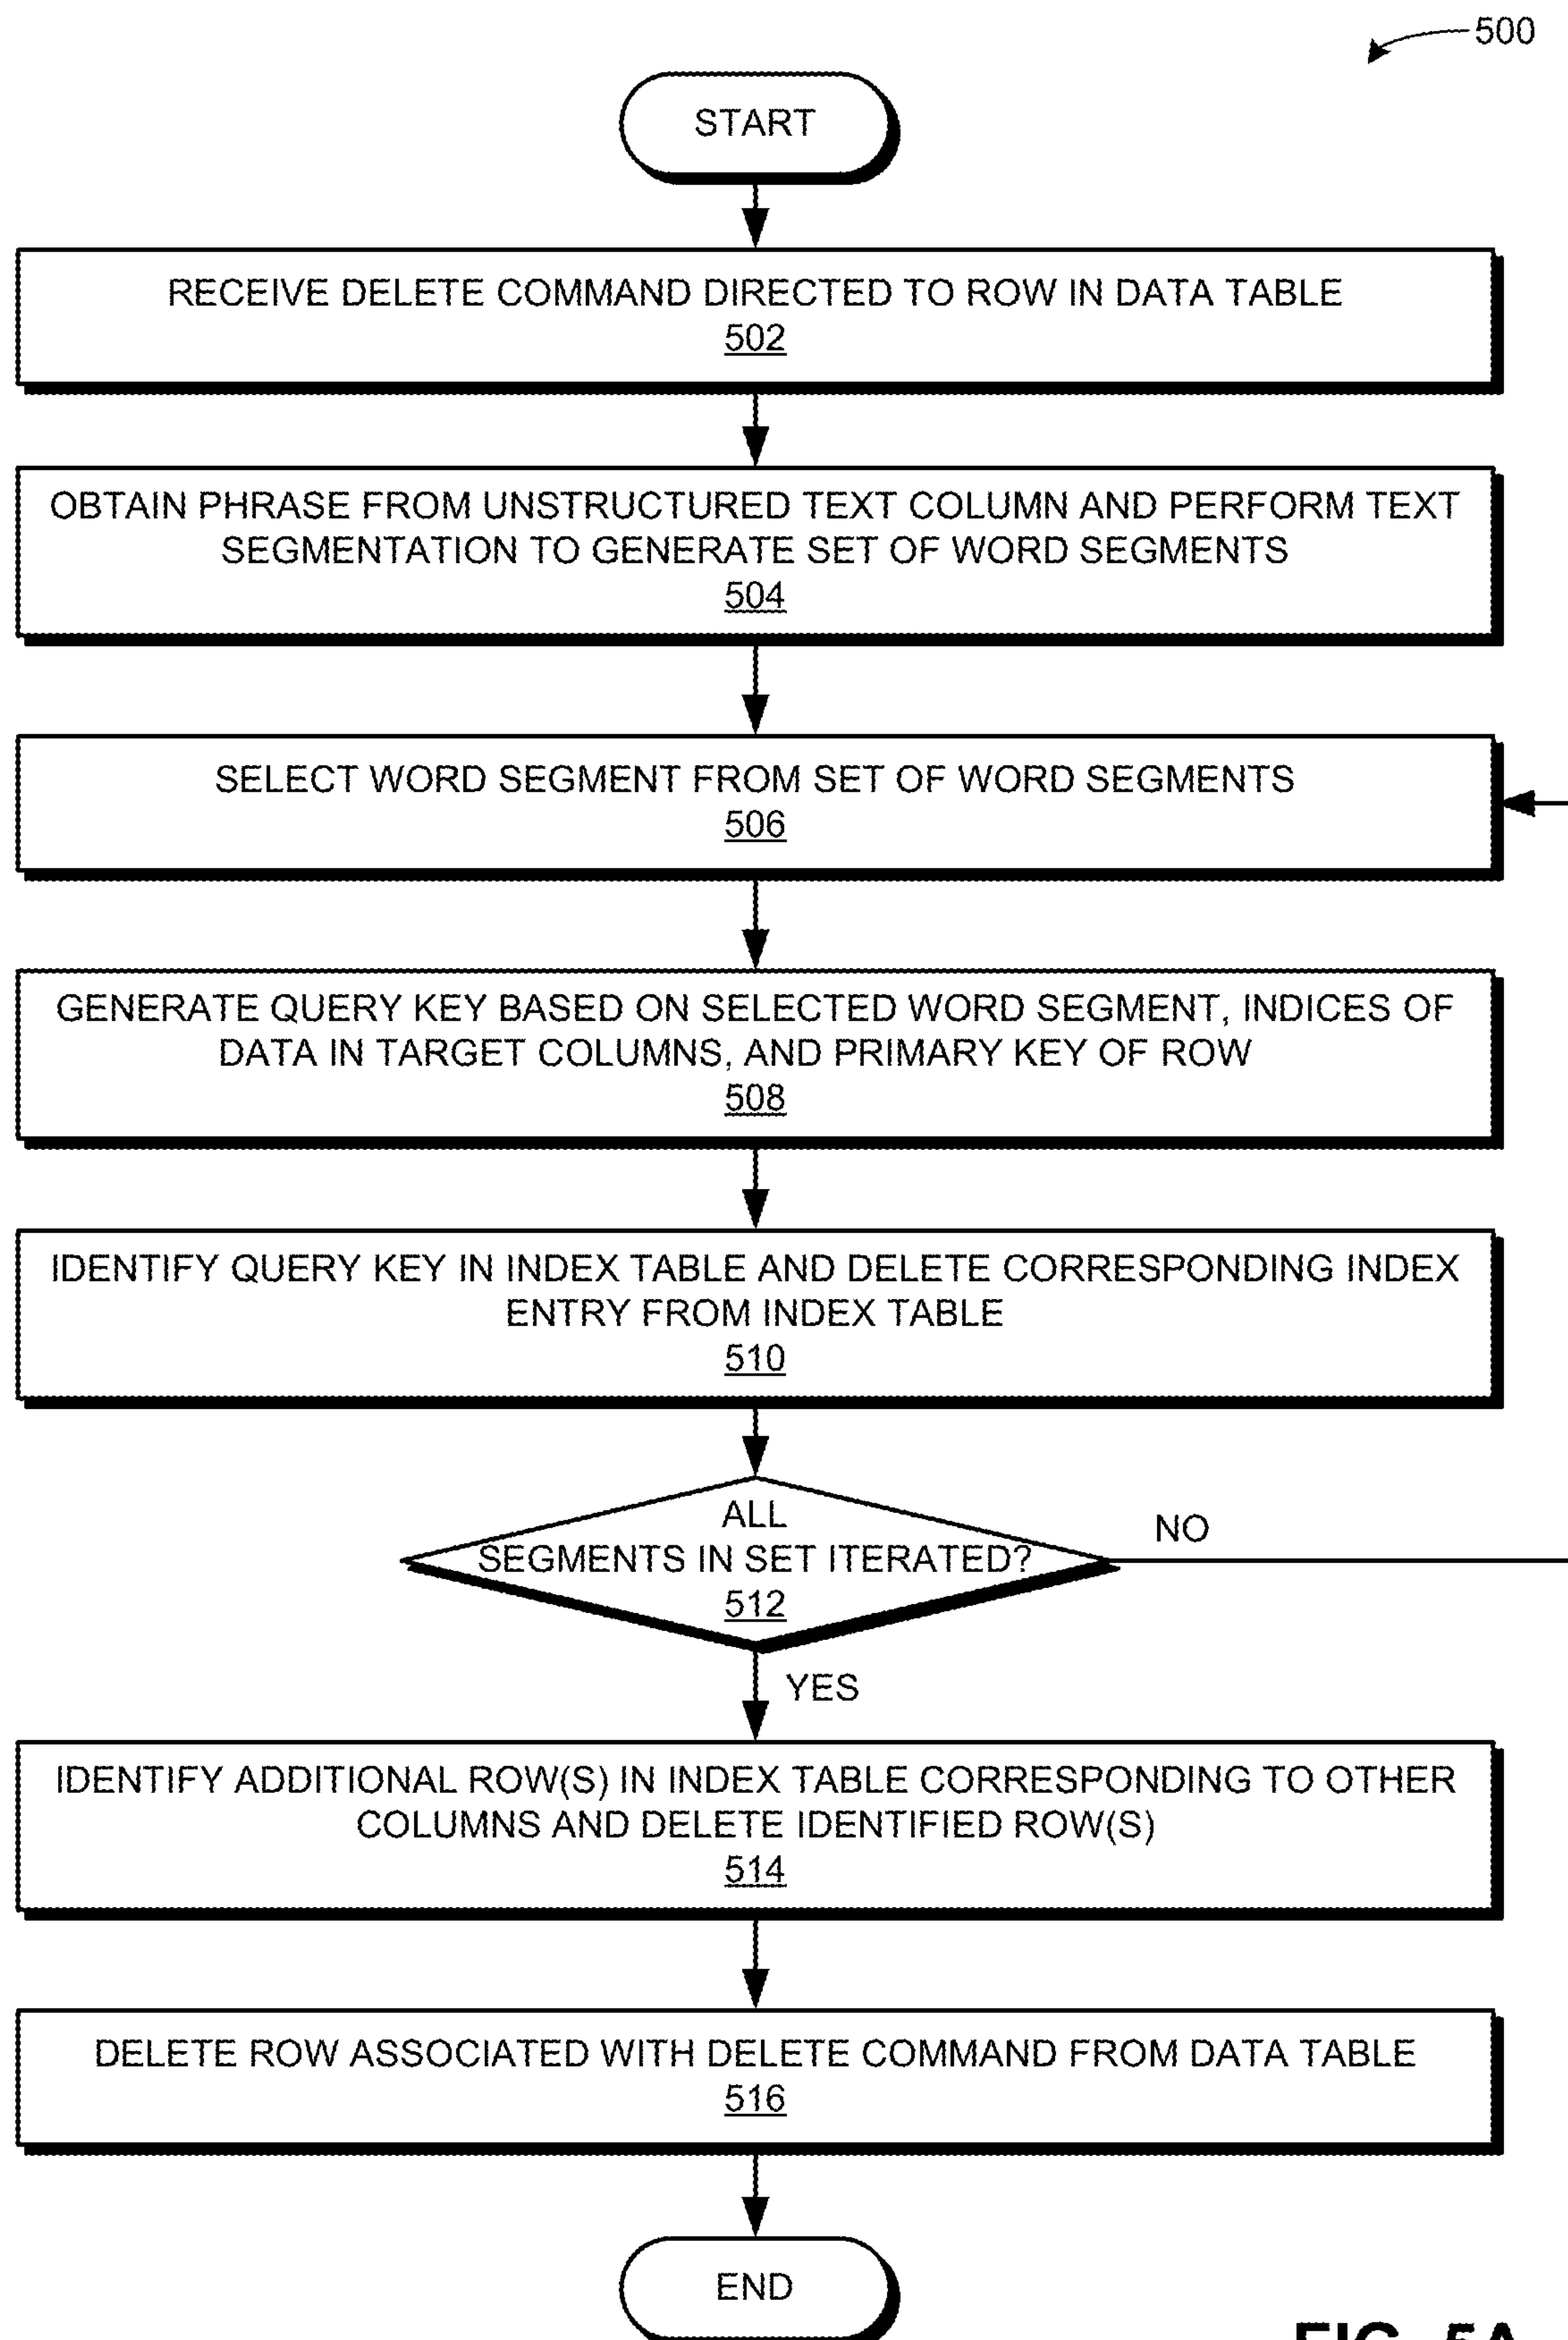 500
START
RECEIVE DELETE COMMAND DIRECTED TO ROW IN DATA TABLE
502
OBTAIN PHRASE FROM UNSTRUCTURED TEXT COLUMN AND PERFORM TEXT
SEGMENTATION TO GENERATE SET OF WORD SEGMENTS
504
SELECT WORD SEGMENT FROM SET OF WORD SEGMENTS
506
GENERATE QUERY KEY BASED ON SELECTED WORD SEGMENT, INDICES OF
DATA IN TARGET COLUMNS, AND PRIMARY KEY OF ROW
508
IDENTIFY QUERY KEY IN INDEX TABLE AND DELETE CORRESPONDING INDEX
ENTRY FROM INDEX TABLE
510
ALL
SEGMENTS IN SET ITERATED?
512
NO
YES
IDENTIFY ADDITIONAL ROW(S) IN INDEX TABLE CORRESPONDING TO OTHER
COLUMNS AND DELETE IDENTIFIED ROW(S)
514
DELETE ROW ASSOCIATED WITH DELETE COMMAND FROM DATA TABLE
516
END
FIG. 5A